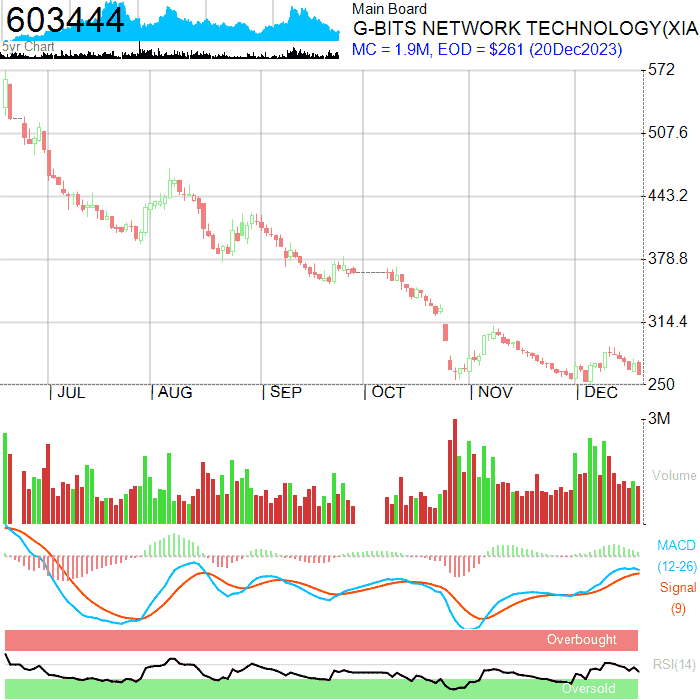 603444
5yr Chart
Main Board
G-BITS NETWORK TECHNOLOGY(XIA
MC = 1.9M, EOD = $261 (20Dec2023)
572
507.6
443.2
378.8
314.4
250
JUL AUG SEP OCT NOV DEC
3M
Volume
MACD
(12-26)
Signal
(9)
Overbought
RSI(14)
Oversold